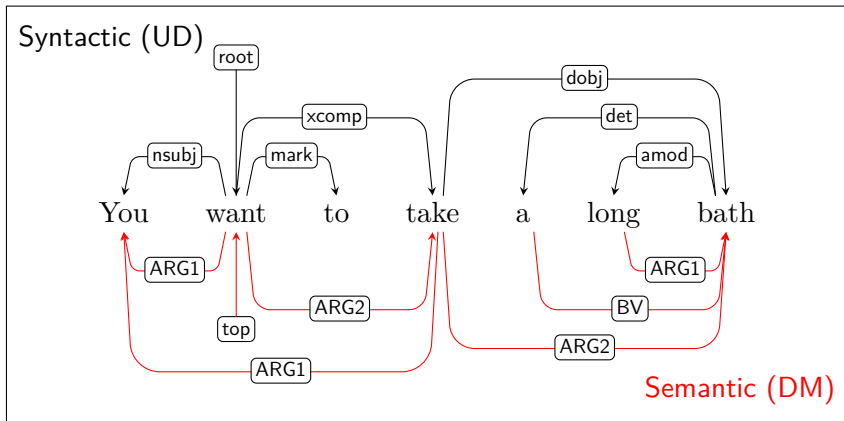 Syntactic (UD)
root
dobj
xcomp det
nsubj mark amod
You want to take a long bath
ARG1 ARG1
ARG2 BV
top
ARG2
ARG1
Semantic (DM)